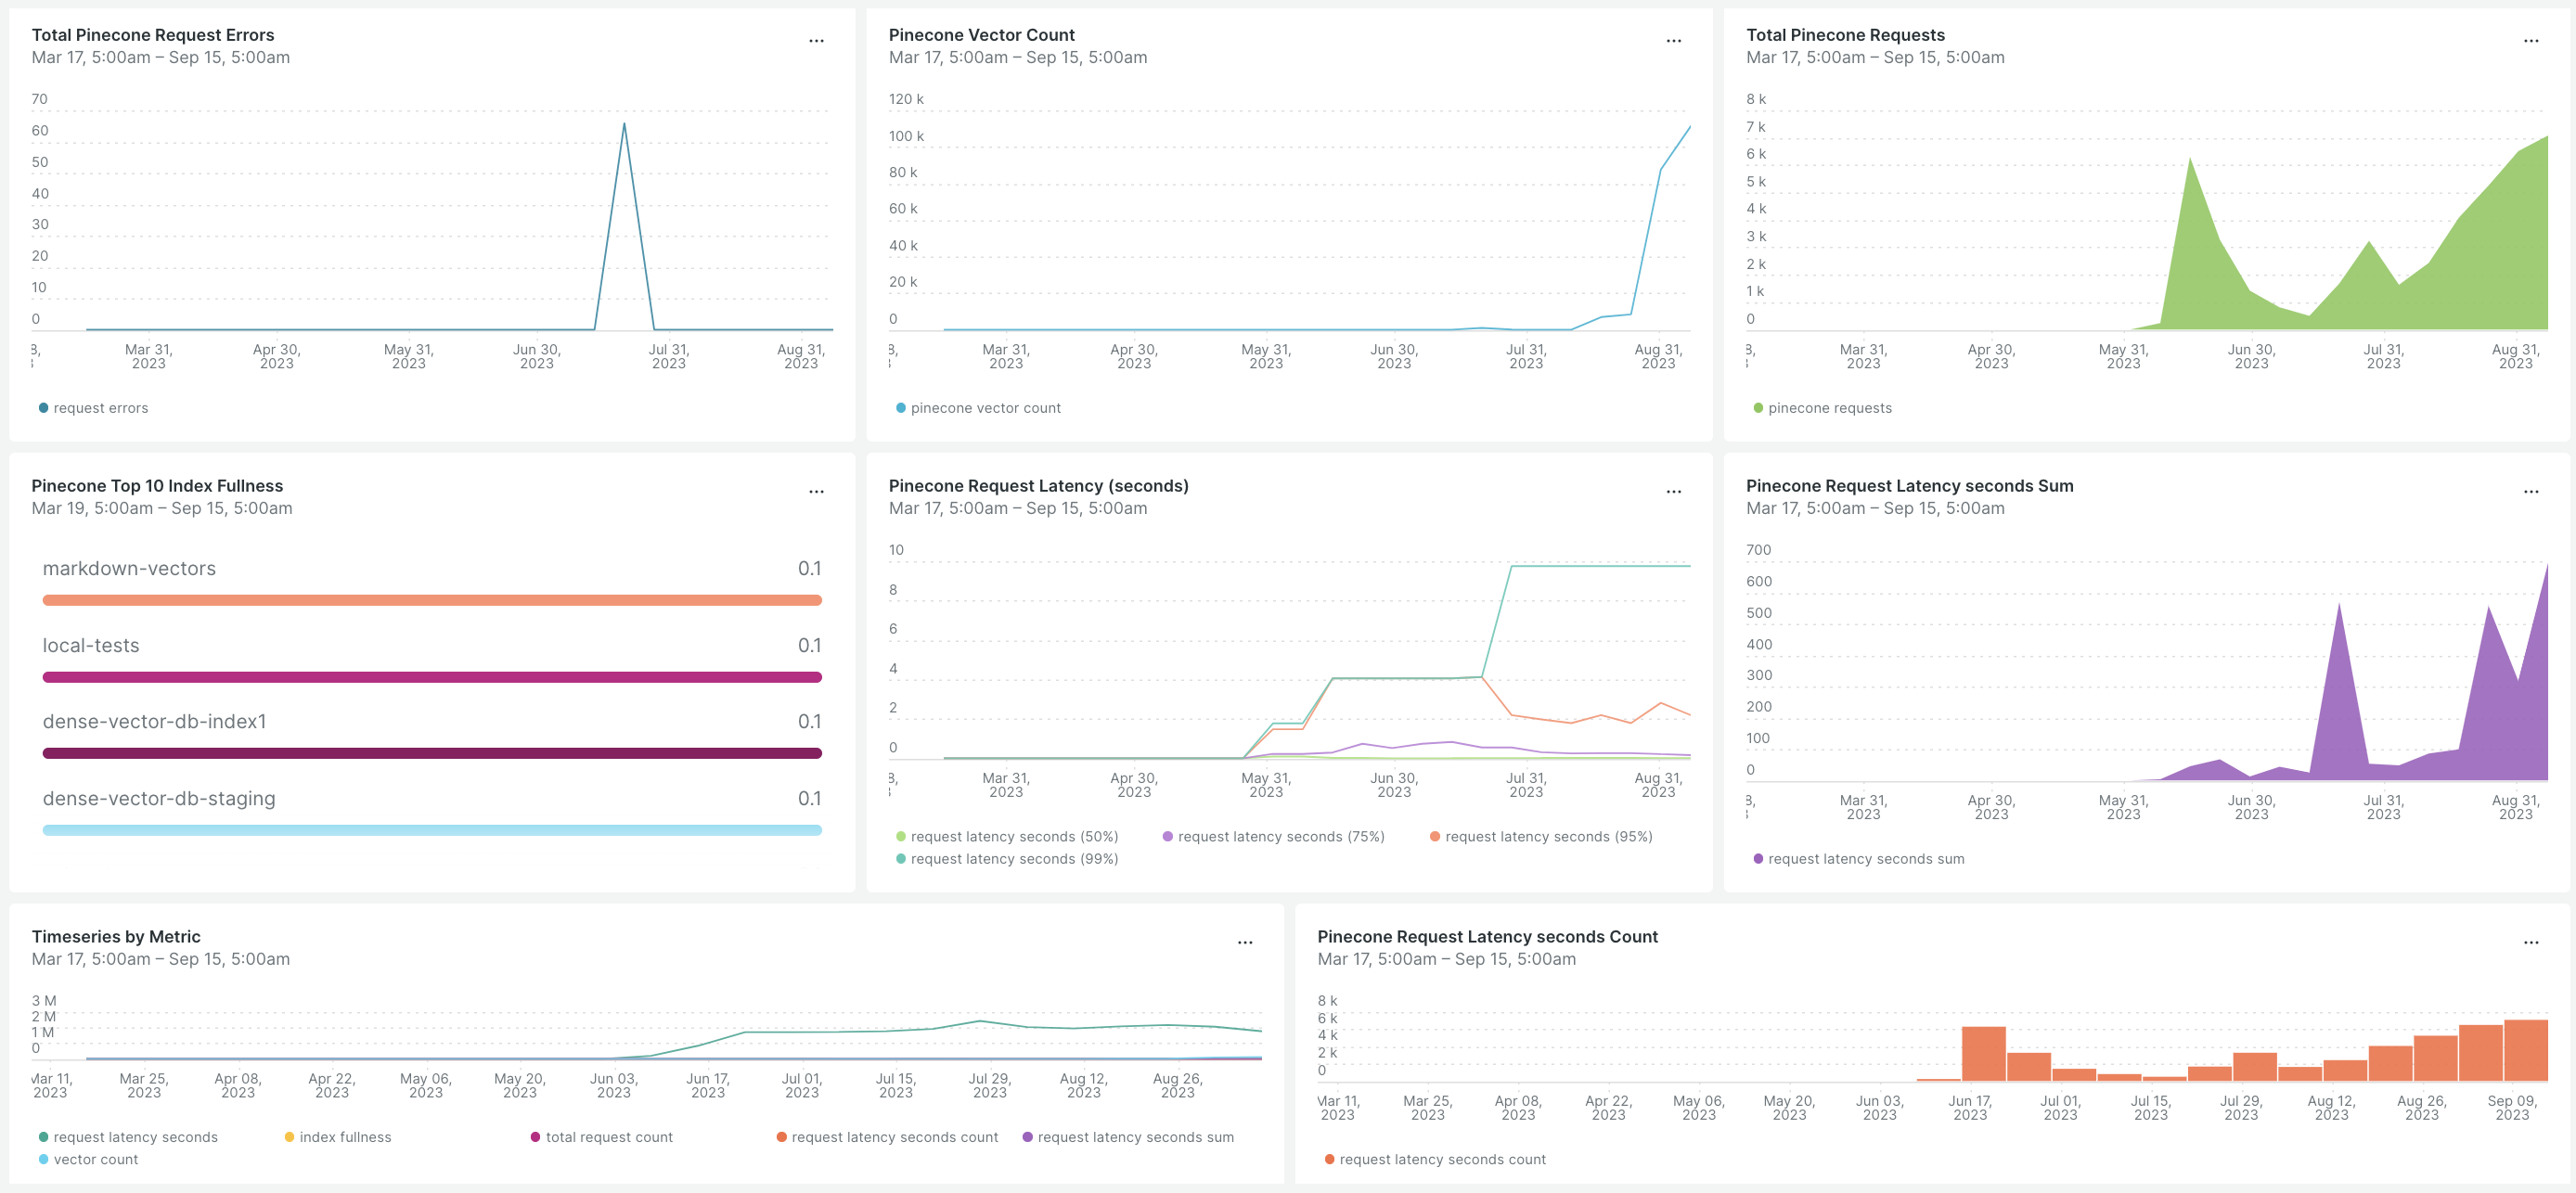 Total Pinecone Request Errors
Mar 17, 5:00am – Sep 15, 5:00am
70
60
50
40
30
20
10
0
8,
Mar 31,
2023
Apr 30,
2023
May 31,
2023
Jun 30,
2023
Jul 31,
2023
Aug 31,
2023
request errors
Pinecone Vector Count
Mar 17, 5:00am – Sep 15, 5:00am
120 k
100 k
80 k
60 k
40 k
20 k
0
8,
Mar 31,
2023
Apr 30,
2023
May 31,
2023
Jun 30,
2023
Jul 31,
2023
Aug 31,
2023
pinecone vector count
Total Pinecone Requests
Mar 17, 5:00am – Sep 15, 5:00am
8 k
7 k
6 k
5 k
4 k
3 k
2 k
1 k
0
8,
Mar 31,
2023
Apr 30,
2023
May 31,
2023
Jun 30,
2023
Jul 31,
2023
Aug 31,
2023
pinecone requests
Pinecone Top 10 Index Fullness
Mar 19, 5:00am – Sep 15, 5:00am
markdown-vectors 0.1
local-tests 0.1
dense-vector-db-index1 0.1
dense-vector-db-staging 0.1
Pinecone Request Latency (seconds)
Mar 17, 5:00am – Sep 15, 5:00am
10
8
6
4
2
0
8,
Mar 31,
2023
Apr 30,
2023
May 31,
2023
Jun 30,
2023
Jul 31,
2023
Aug 31,
2023
request latency seconds (50%) request latency seconds (75%) request latency seconds (95%)
request latency seconds (99%)
Pinecone Request Latency seconds Sum
Mar 17, 5:00am – Sep 15, 5:00am
700
600
500
400
300
200
100
0
8,
Mar 31,
2023
Apr 30,
2023
May 31,
2023
Jun 30,
2023
Jul 31,
2023
Aug 31,
2023
request latency seconds sum
Timeseries by Metric
Mar 17, 5:00am – Sep 15, 5:00am
3 M
2 M
1 M
0
Mar 11,
2023
Mar 25,
2023
Apr 08,
2023
Apr 22,
2023
May 06,
2023
May 20,
2023
Jun 03,
2023
Jun 17,
2023
Jul 01,
2023
Jul 15,
2023
Jul 29,
2023
Aug 12,
2023
Aug 26,
2023
request latency seconds index fullness total request count request latency seconds count request latency seconds sum
vector count
Pinecone Request Latency seconds Count
Mar 17, 5:00am – Sep 15, 5:00am
8 k
6 k
4 k
2 k
0
Mar 11,
2023
Mar 25,
2023
Apr 08,
2023
Apr 22,
2023
May 06,
2023
May 20,
2023
Jun 03,
2023
Jun 17,
2023
Jul 01,
2023
Jul 15,
2023
Jul 29,
2023
Aug 12,
2023
Aug 26,
2023
Sep 09,
2023
request latency seconds count